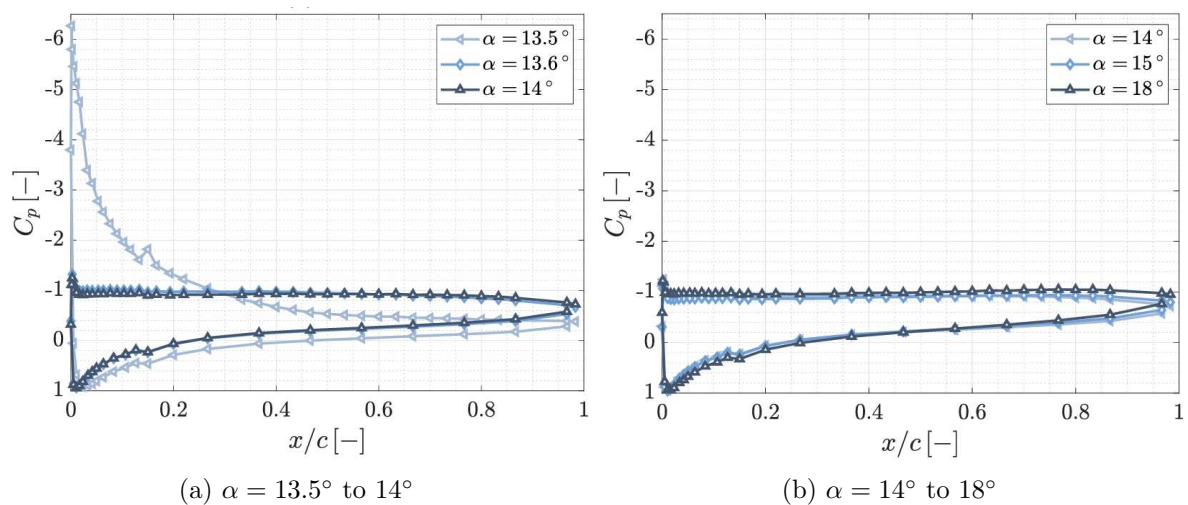 -6
-5
-4
-3
-2
-1
0
1
C_p [−]
0
0.2
0.4
0.6
0.8
1
x/c [−]
α = 13.5°
α = 13.6°
α = 14°
(a) α = 13.5° to 14°
-6
-5
-4
-3
-2
-1
0
1
C_p [−]
0
0.2
0.4
0.6
0.8
1
x/c [−]
α = 14°
α = 15°
α = 18°
(b) α = 14° to 18°